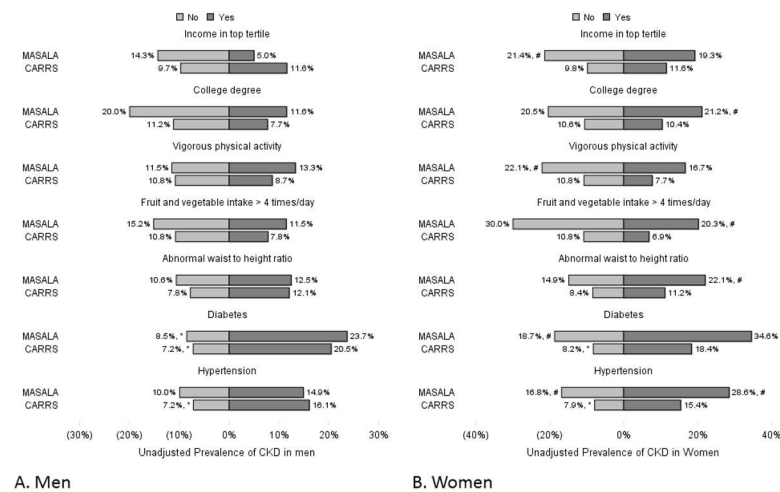 No Yes
Income in top tertile
MASALA 14.3% 5.0%
CARRS 9.7% 11.6%
College degree
MASALA 20.0% 11.6%
CARRS 11.2% 7.7%
Vigorous physical activity
MASALA 11.5% 13.3%
CARRS 10.8% 8.7%
Fruit and vegetable intake > 4 times/day
MASALA 15.2% 11.5%
CARRS 10.8% 7.8%
Abnormal waist to height ratio
MASALA 10.6% 12.5%
CARRS 7.8% 12.1%
Diabetes
MASALA 8.5%, * 23.7%
CARRS 7.2%, * 20.5%
Hypertension
MASALA 10.0% 14.9%
CARRS 7.2%, * 16.1%
(30%) (20%) (10%) 0% 10% 20% 30%
Unadjusted Prevalence of CKD in men
A. Men
No Yes
Income in top tertile
MASALA 21.4%, # 19.3%
CARRS 9.8% 11.6%
College degree
MASALA 20.5% 21.2%, #
CARRS 10.6% 10.4%
Vigorous physical activity
MASALA 22.1%, # 16.7%
CARRS 10.8% 7.7%
Fruit and vegetable intake > 4 times/day
MASALA 30.0% 20.3%, #
CARRS 10.8% 6.9%
Abnormal waist to height ratio
MASALA 14.9% 22.1%, #
CARRS 8.4% 11.2%
Diabetes
MASALA 18.7%, # 34.6%
CARRS 8.2%, * 18.4%
Hypertension
MASALA 16.8%, # 28.6%, #
CARRS 7.9%, * 15.4%
(40%) (20%) 0% 20% 40%
Unadjusted Prevalence of CKD in Women
B. Women